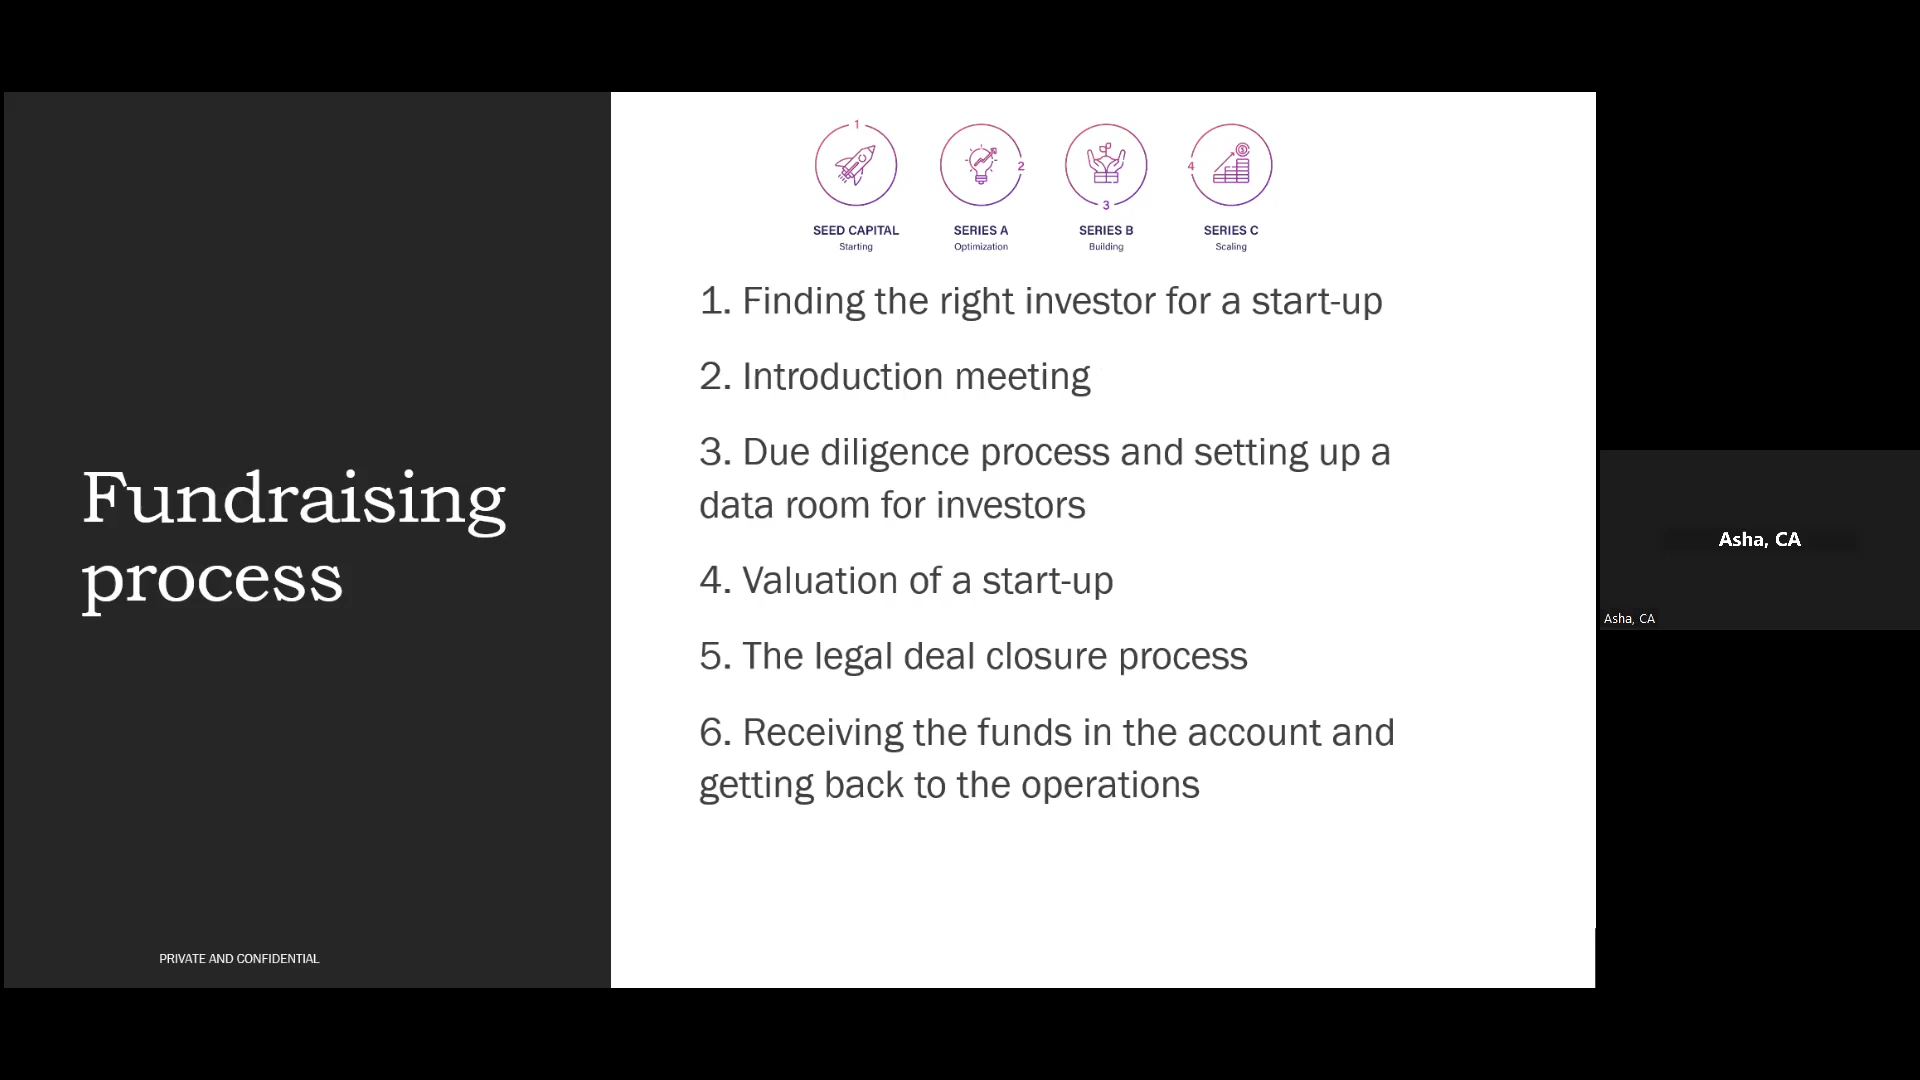 Fundraising
process
PRIVATE AND CONFIDENTIAL
1
2
3
4
SEED CAPITAL
Starting
SERIES A
Optimization
SERIES B
Building
SERIES C
Scaling
1. Finding the right investor for a start-up
2. Introduction meeting
3. Due diligence process and setting up a
data room for investors
4. Valuation of a start-up
5. The legal deal closure process
6. Receiving the funds in the account and
getting back to the operations
Asha, CA
Asha, CA